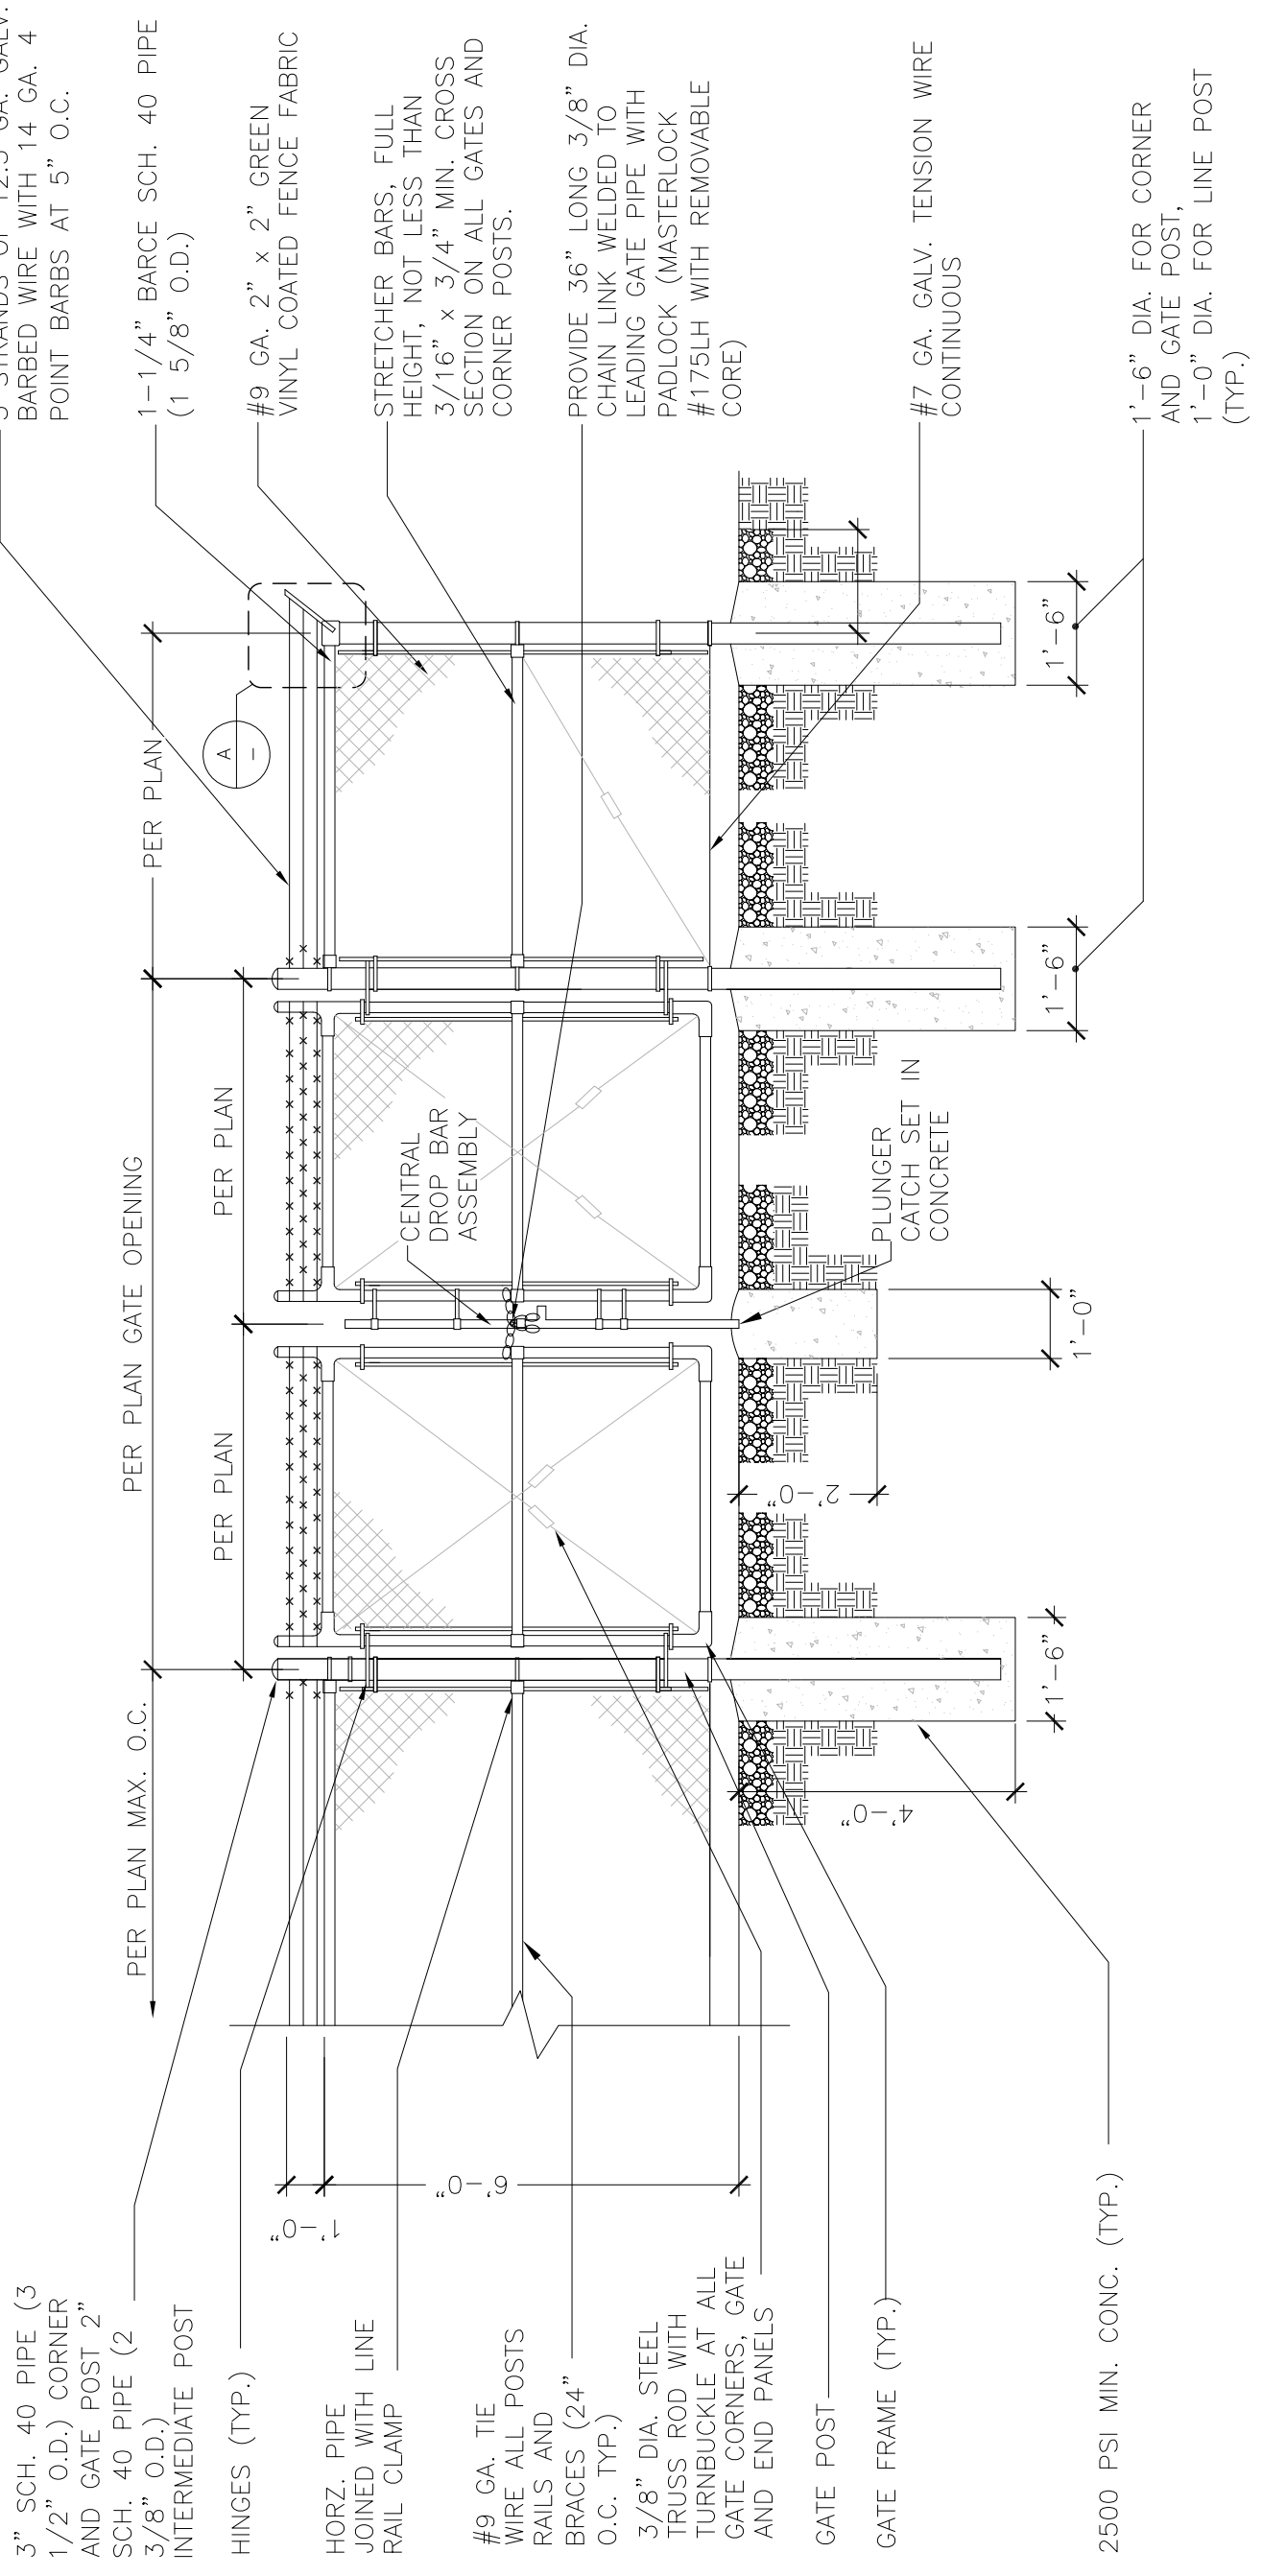 3” SCH. 40 PIPE (3
1/2” O.D.) CORNER
AND GATE POST 2”
SCH. 40 PIPE (2
3/8” O.D.)
INTERMEDIATE POST
HINGES (TYP.)
HORZ. PIPE
JOINED WITH LINE
RAIL CLAMP
#9 GA. TIE
WIRE ALL POSTS
RAILS AND
BRACES (24”
O.C. TYP.)
3/8” DIA. STEEL
TRUSS ROD WITH
TURNBUCKLE AT ALL
GATE CORNERS, GATE
AND END PANELS
GATE POST
GATE FRAME (TYP.)
2500 PSI MIN. CONC. (TYP.)
1’-0”
6’-0”
PER PLAN MAX. O.C.
PER PLAN GATE OPENING
PER PLAN
PER PLAN
PER PLAN
A
–
CENTRAL
DROP BAR
ASSEMBLY
PLUNGER
CATCH SET IN
CONCRETE
4’-0”
1’-6”
2’-0”
1’-0”
1’-6”
1’-6”
BARBED WIRE WITH 14 GA. 4
POINT BARBS AT 5” O.C.
1-1/4” BARCE SCH. 40 PIPE
(1 5/8” O.D.)
#9 GA. 2” x 2” GREEN
VINYL COATED FENCE FABRIC
STRETCHER BARS, FULL
HEIGHT, NOT LESS THAN
3/16” x 3/4” MIN. CROSS
SECTION ON ALL GATES AND
CORNER POSTS.
PROVIDE 36” LONG 3/8” DIA.
CHAIN LINK WELDED TO
LEADING GATE PIPE WITH
PADLOCK (MASTERLOCK
#175LH WITH REMOVABLE
CORE)
#7 GA. GALV. TENSION WIRE
CONTINUOUS
1’-6” DIA. FOR CORNER
AND GATE POST,
1’-0” DIA. FOR LINE POST
(TYP.)